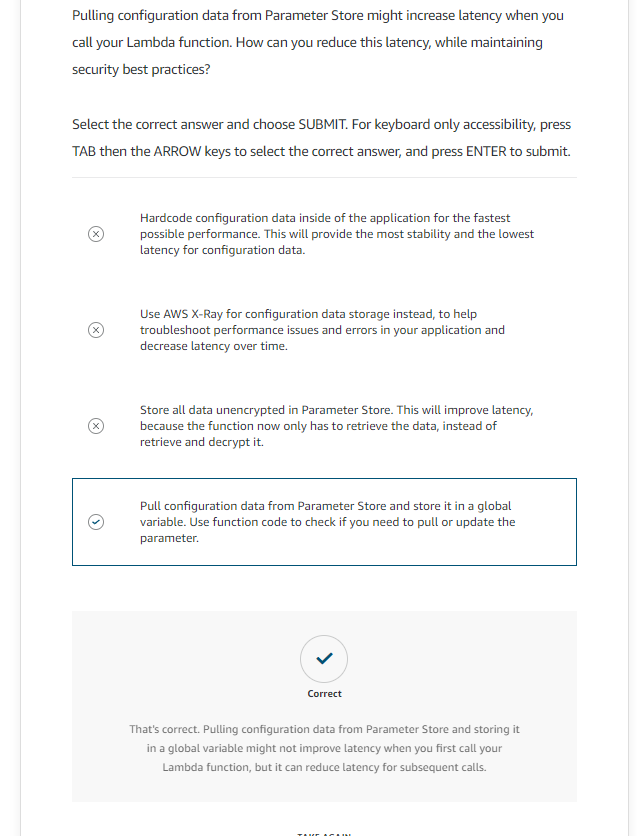 Pulling configuration data from Parameter Store might increase latency when you
call your Lambda function. How can you reduce this latency, while maintaining
security best practices?
Select the correct answer and choose SUBMIT. For keyboard only accessibility, press
TAB then the ARROW keys to select the correct answer, and press ENTER to submit.
Hardcode configuration data inside of the application for the fastest
possible performance. This will provide the most stability and the lowest
latency for configuration data.
Use AWS X-Ray for configuration data storage instead, to help
troubleshoot performance issues and errors in your application and
decrease latency over time.
Store all data unencrypted in Parameter Store. This will improve latency,
because the function now only has to retrieve the data, instead of
retrieve and decrypt it.
Pull configuration data from Parameter Store and store it in a global
variable. Use function code to check if you need to pull or update the
parameter.
Correct
That's correct. Pulling configuration data from Parameter Store and storing it
in a global variable might not improve latency when you first call your
Lambda function, but it can reduce latency for subsequent calls.
TAKE AGAIN